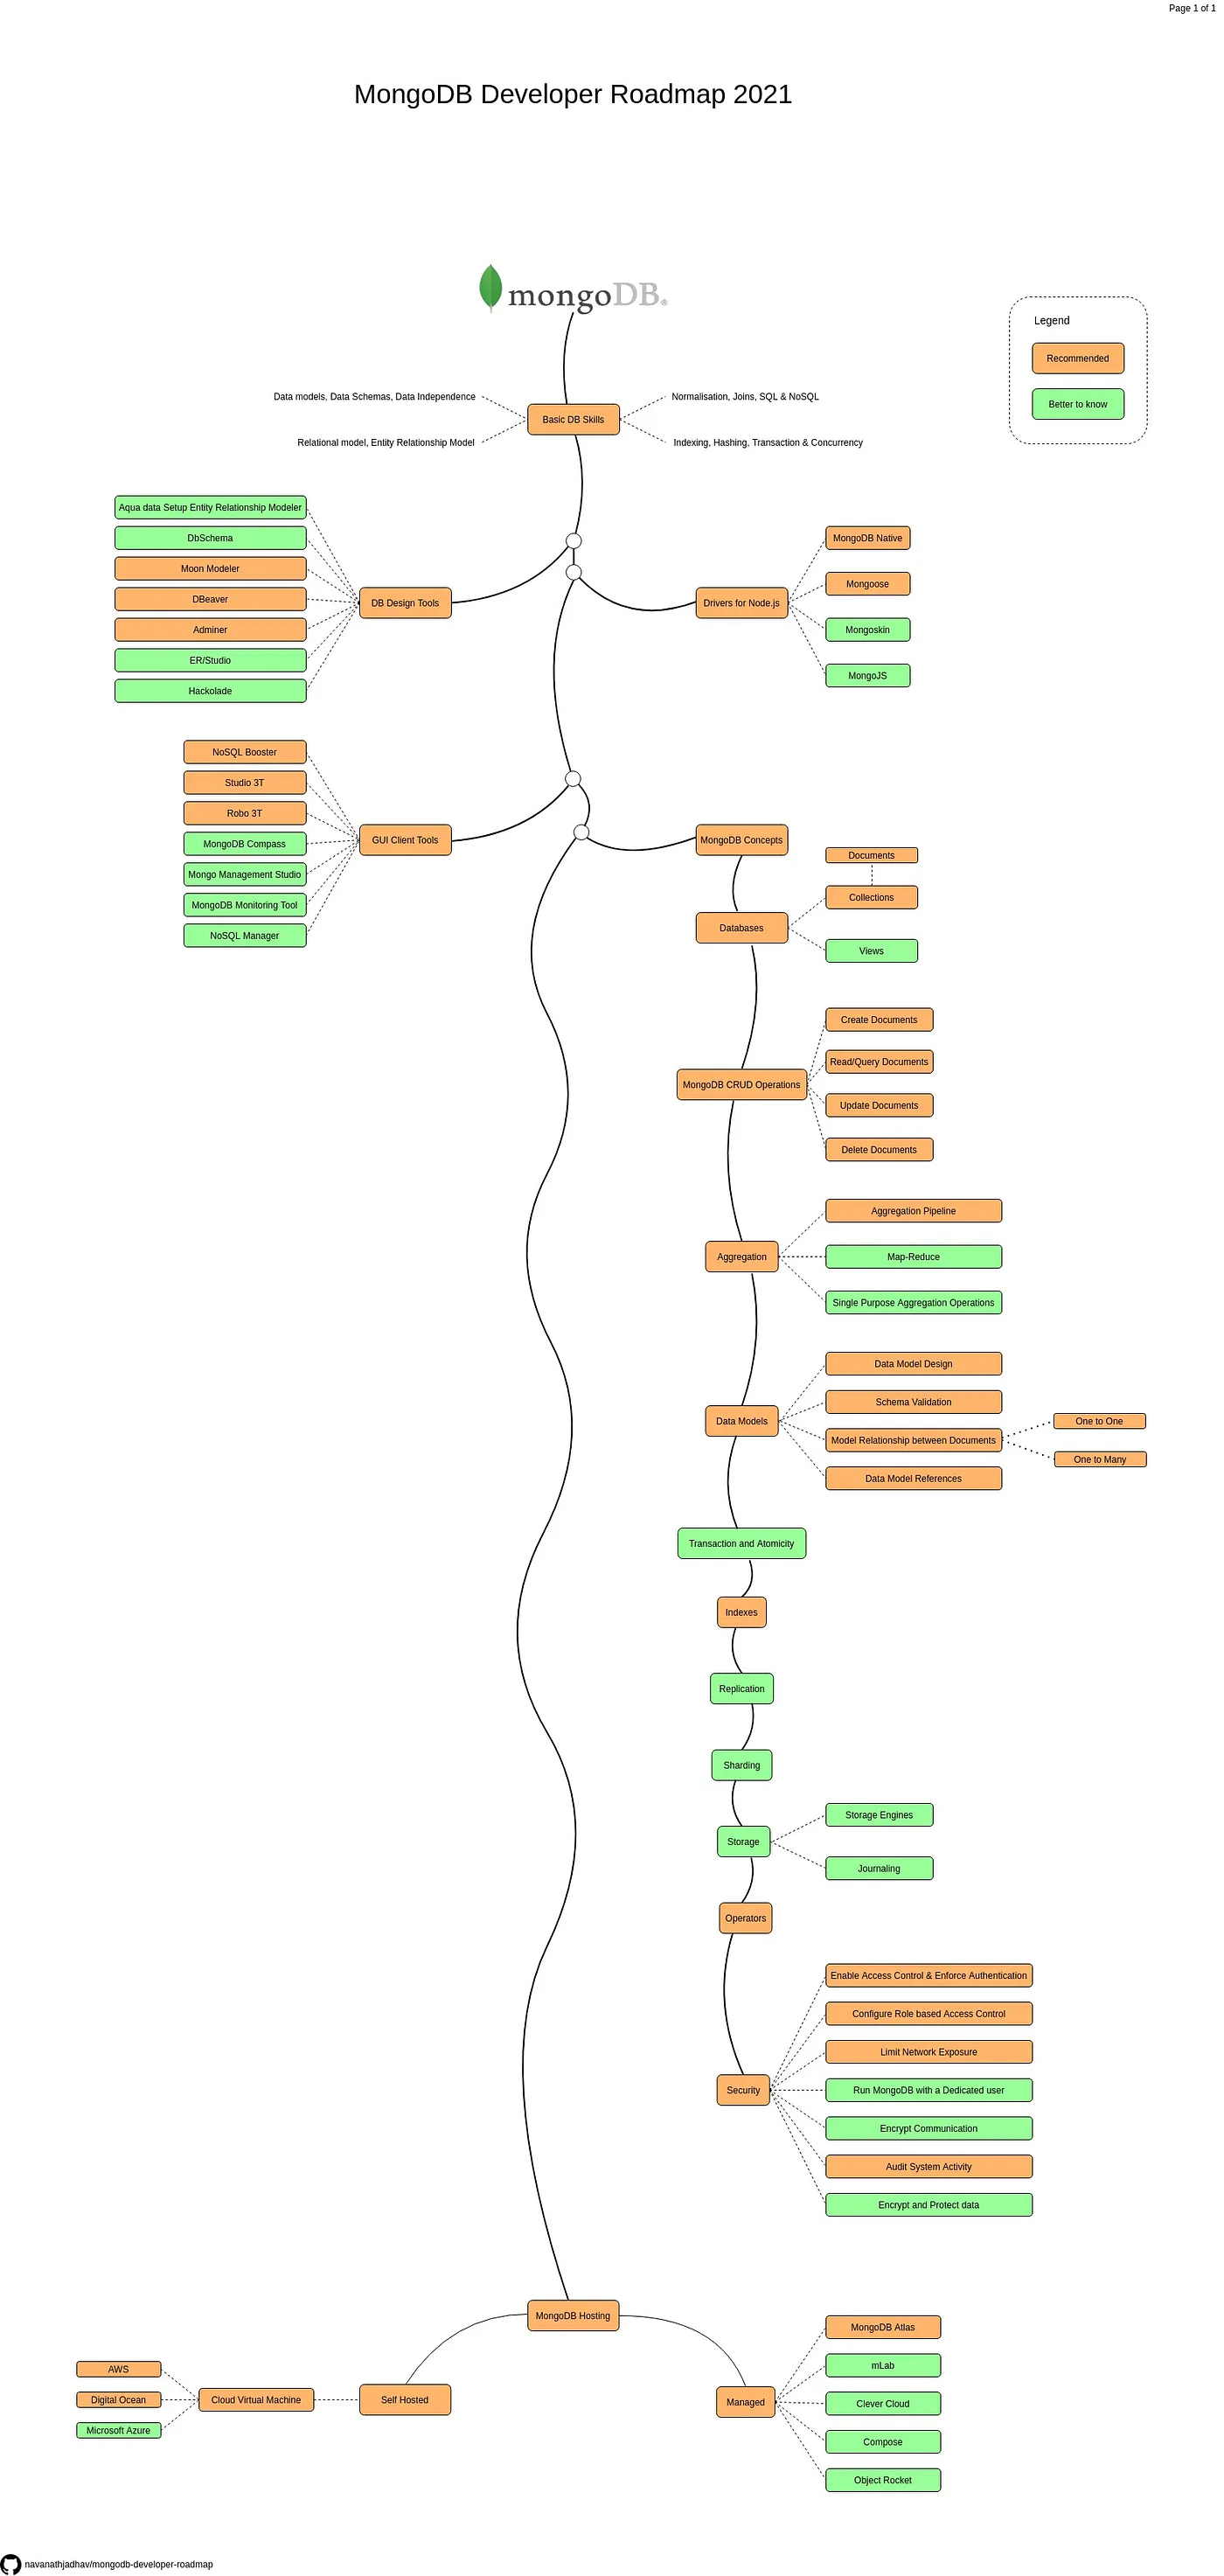 Page 1 of 1
MongoDB Developer Roadmap 2021
mongoDB®
Legend
Recommended
Better to know
Data models, Data Schemas, Data Independence
Normalisation, Joins, SQL & NoSQL
Basic DB Skills
Relational model, Entity Relationship Model
Indexing, Hashing, Transaction & Concurrency
Aqua data Setup Entity Relationship Modeler
DbSchema
Moon Modeler
DBeaver
Adminer
ER/Studio
Hackolade
DB Design Tools
Drivers for Node.js
MongoDB Native
Mongoose
Mongoskin
MongoJS
NoSQL Booster
Studio 3T
Robo 3T
MongoDB Compass
Mongo Management Studio
MongoDB Monitoring Tool
NoSQL Manager
GUI Client Tools
MongoDB Concepts
Documents
Collections
Databases
Views
Create Documents
Read/Query Documents
MongoDB CRUD Operations
Update Documents
Delete Documents
Aggregation Pipeline
Aggregation
Map-Reduce
Single Purpose Aggregation Operations
Data Model Design
Schema Validation
Data Models
Model Relationship between Documents
One to One
One to Many
Data Model References
Transaction and Atomicity
Indexes
Replication
Sharding
Storage
Storage Engines
Journaling
Operators
Enable Access Control & Enforce Authentication
Configure Role based Access Control
Limit Network Exposure
Security
Run MongoDB with a Dedicated user
Encrypt Communication
Audit System Activity
Encrypt and Protect data
MongoDB Hosting
AWS
Digital Ocean
Microsoft Azure
Cloud Virtual Machine
Self Hosted
Managed
MongoDB Atlas
mLab
Clever Cloud
Compose
Object Rocket
navanathjadhav/mongodb-developer-roadmap